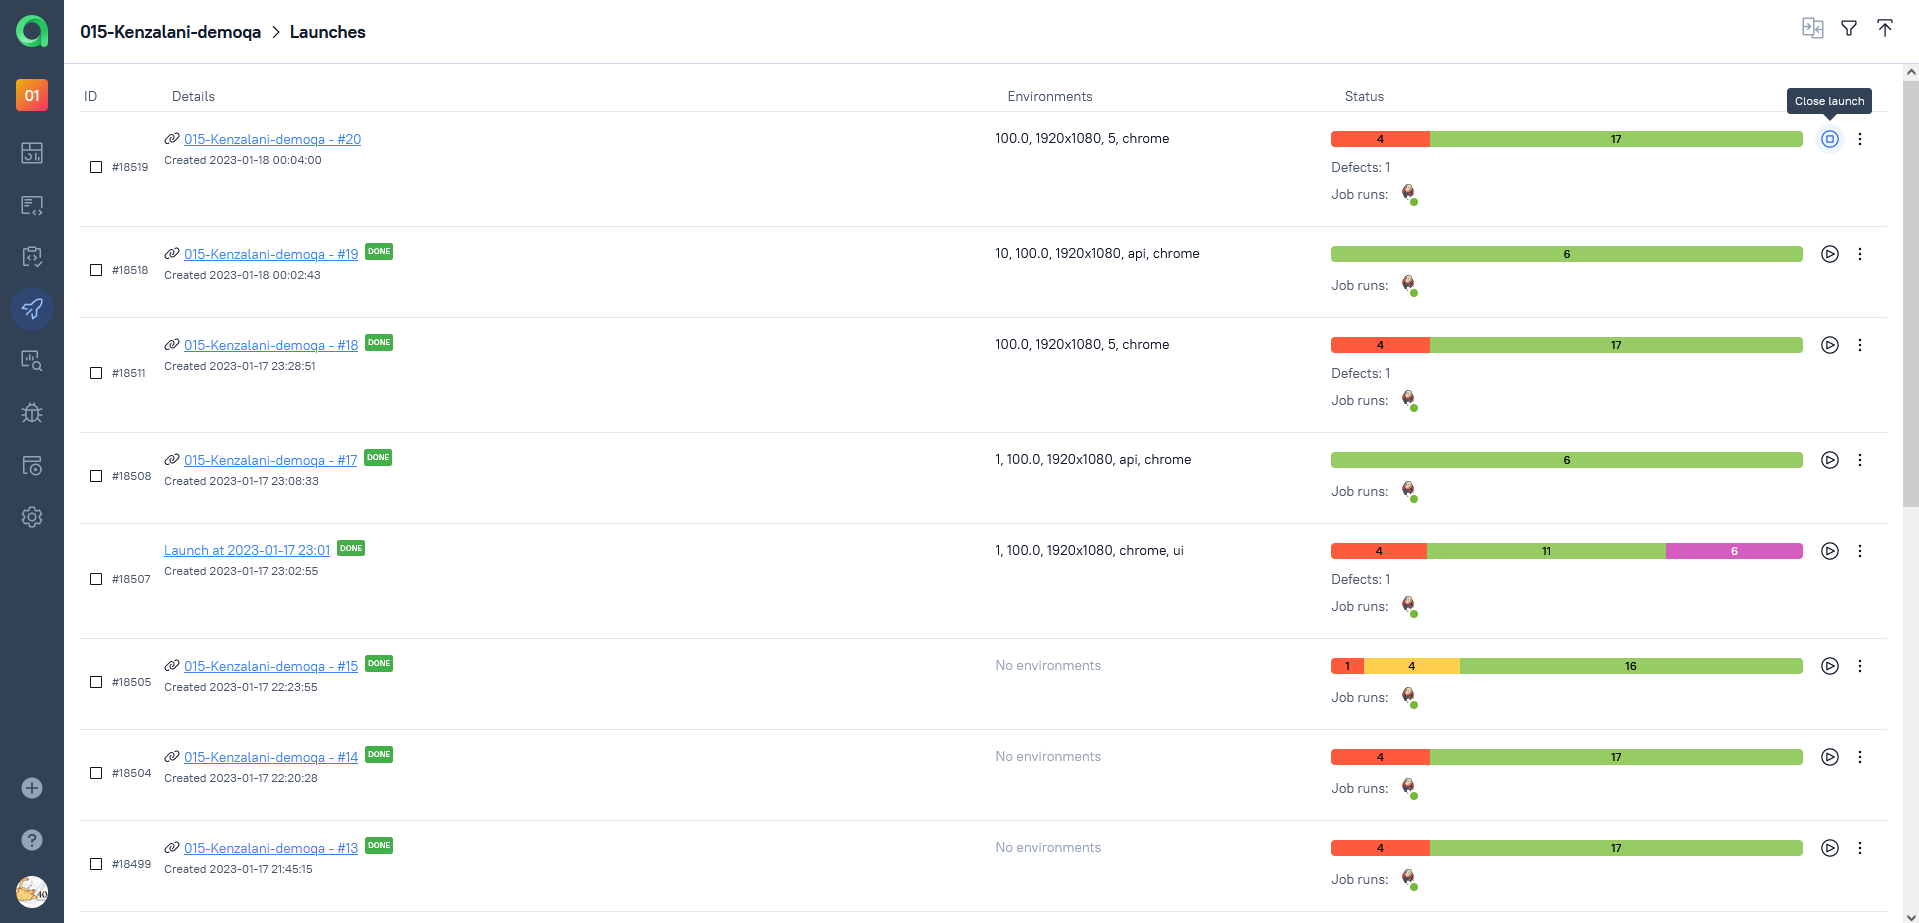 015-Kenzalani-demoqa > Launches
01
ID Details Environments Status
Close launch
015-Kenzalani-demoqa - #20
100.0, 1920x1080, 5, chrome
4 17
#18519
Created 2023-01-18 00:04:00
Defects: 1
Job runs:
015-Kenzalani-demoqa - #19 DONE
10, 100.0, 1920x1080, api, chrome
6
#18518
Created 2023-01-18 00:02:43
Job runs:
015-Kenzalani-demoqa - #18 DONE
100.0, 1920x1080, 5, chrome
4 17
#18511
Created 2023-01-17 23:28:51
Defects: 1
Job runs:
015-Kenzalani-demoqa - #17 DONE
1, 100.0, 1920x1080, api, chrome
6
#18508
Created 2023-01-17 23:08:33
Job runs:
Launch at 2023-01-17 23:01 DONE
1, 100.0, 1920x1080, chrome, ui
4 11 6
#18507
Created 2023-01-17 23:02:55
Defects: 1
Job runs:
015-Kenzalani-demoqa - #15 DONE
No environments
1 4 16
#18505
Created 2023-01-17 22:23:55
Job runs:
015-Kenzalani-demoqa - #14 DONE
No environments
4 17
#18504
Created 2023-01-17 22:20:28
Job runs:
015-Kenzalani-demoqa - #13 DONE
No environments
4 17
#18499
Created 2023-01-17 21:45:15
Job runs: